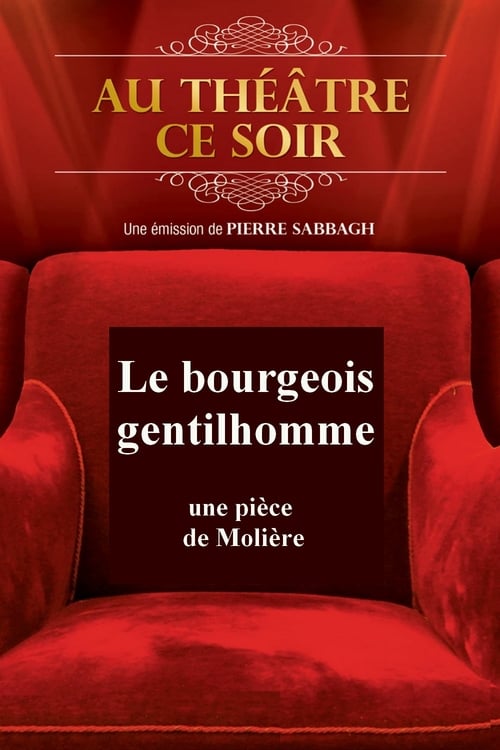 AU THÉÂTRE
CE SOIR
Une émission de PIERRE SABBAGH
Le bourgeois
gentilhomme
une pièce
de Molière